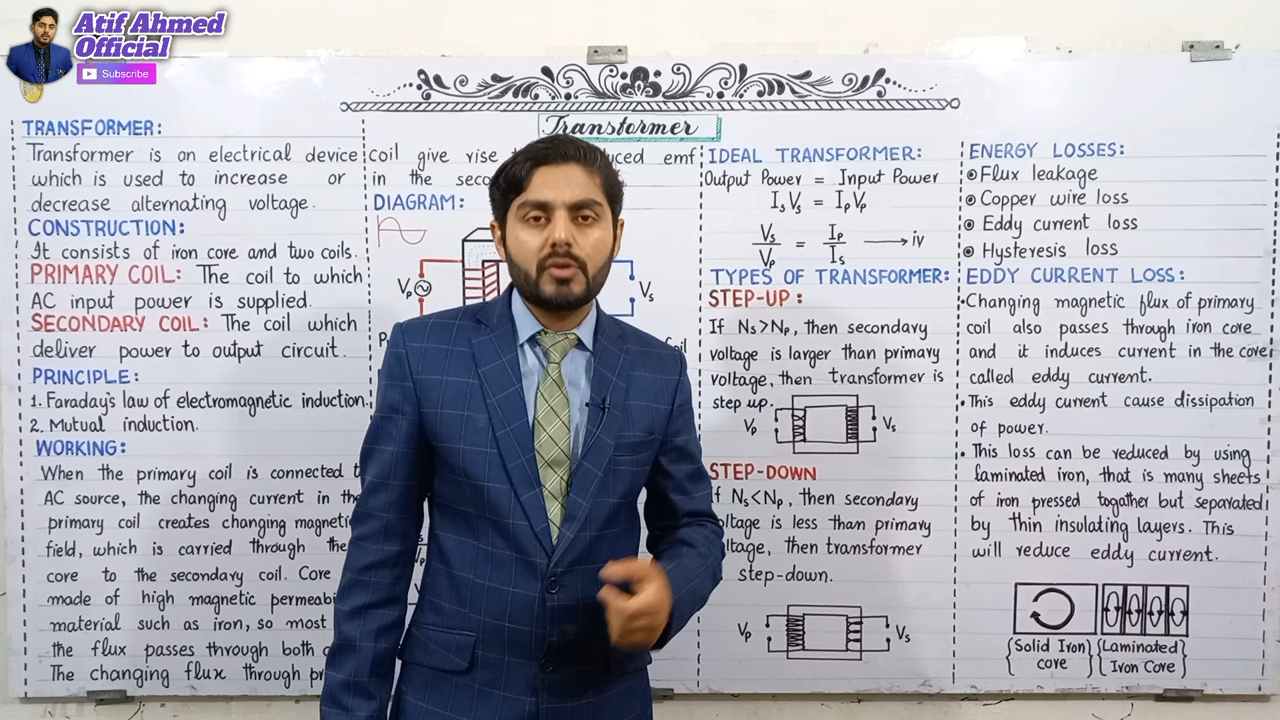 Atif Ahmed
Official
Subscribe
Transformer
TRANSFORMER:
Transformer is an electrical device
which is used to increase or
decrease alternating voltage.
CONSTRUCTION:
It consists of iron core and two coils.
PRIMARY COIL: The coil to which
AC input power is supplied.
SECONDARY COIL: The coil which
deliver power to output circuit.
PRINCIPLE:
1. Faraday's law of electromagnetic induction.
2. Mutual induction.
WORKING:
When the primary coil is connected
AC source, the changing current in the
primary coil creates changing
field, which is carried through the
core to the secondary coil. Core
made of high magnetic
material such as iron, so most
the flux passes through both
The changing flux through
coil give rise
emf
in the
DIAGRAM:
Vp
Vs
IDEAL TRANSFORMER:
Output Power = Input Power
IsVs = IpVp
Vs/Vp = Ip/Is → iv
TYPES OF TRANSFORMER:
STEP-UP:
If Ns>Np, then secondary
voltage is larger than primary
voltage, then transformer is
step up.
Vp
Vs
STEP-DOWN
If Ns<Np, then secondary
voltage is less than primary
voltage, then transformer
step-down.
Vp
Vs
ENERGY LOSSES:
Flux leakage
Copper wire loss
Eddy current loss
Hysteresis loss
EDDY CURRENT LOSS:
•Changing magnetic flux of primary
coil also passes through iron core
and it induces current in the core
called eddy current.
•This eddy current cause dissipation
of power.
•This loss can be reduced by using
laminated iron, that is many sheets
of iron pressed togather but separated
by thin insulating layers. This
will reduce eddy current.
{Solid Iron core}
{Laminated Iron Core}